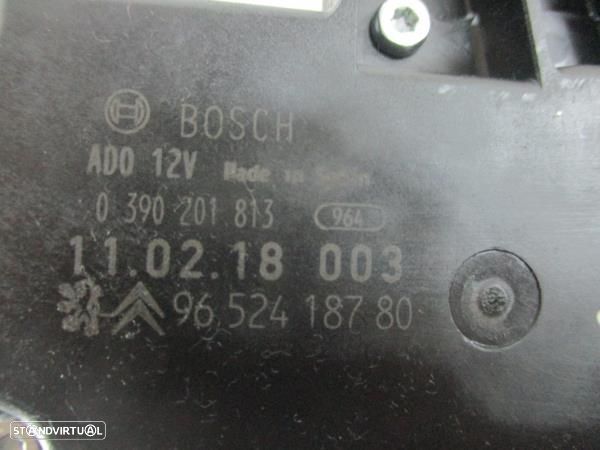 BOSCH
ADO 12V Made in Spain
0 390 201 813 964
11.02.18 003
96 524 187 80
STANDVIRTUAL